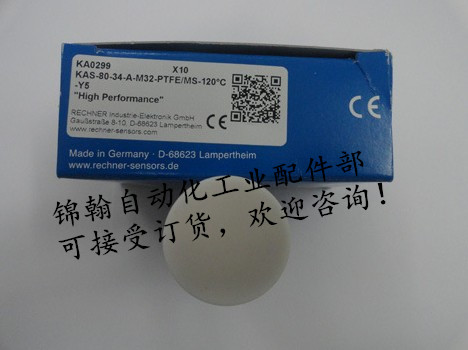 KA0299 X10
KAS-80-34-A-M32-PTFE/MS-120°C
-Y5
"High Performance"
RECHNER Industrie-Elektronik GmbH
Gaußstraße 8-10, D-68623 Lampertheim
www.rechner-sensors.com
CE
CE
Made in Germany · D-68623 Lampertheim
www.rechner-sensors.de
锦翰自动化工业配件部
可接受订货，欢迎咨询！